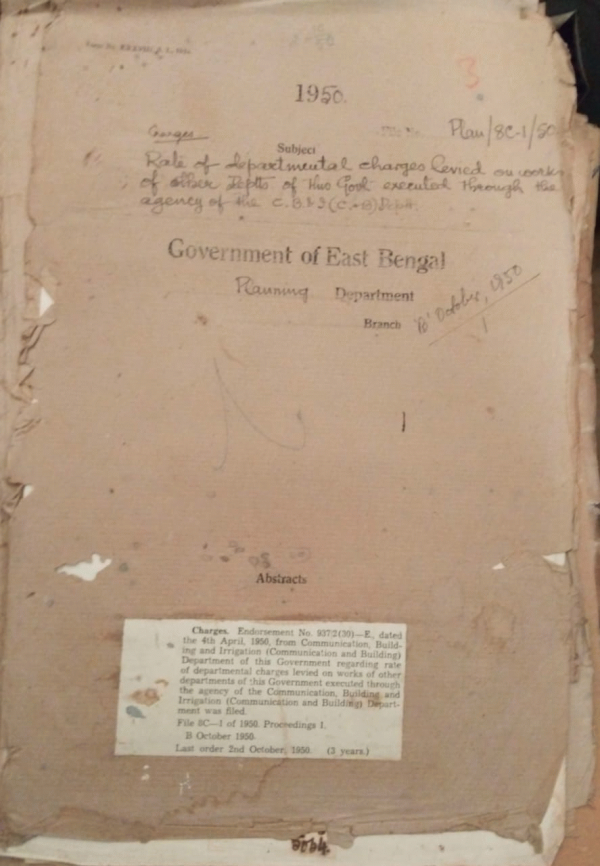 1950.
Plan/8C-1/50
Charges
Subject
Rate of departmental charges levied on works
of other Deptts of this Govt executed through the
agency of the C.B & I (C.&B) Deptt.
Government of East Bengal
Planning Department
Branch
'B' October, 1950
1
3
Abstracts
Charges. Endorsement No. 937/2(30)—E, dated
the 4th April, 1950, from Communication, Build-
ing and Irrigation (Communication and Building)
Department of this Government regarding rate
of departmental charges levied on works of other
departments of this Government executed through
the agency of the Communication, Building and
Irrigation (Communication and Building) Depart-
ment was filed.
File 8C—1 of 1950. Proceedings 1.
B October 1950.
Last order 2nd October, 1950. (3 years.)